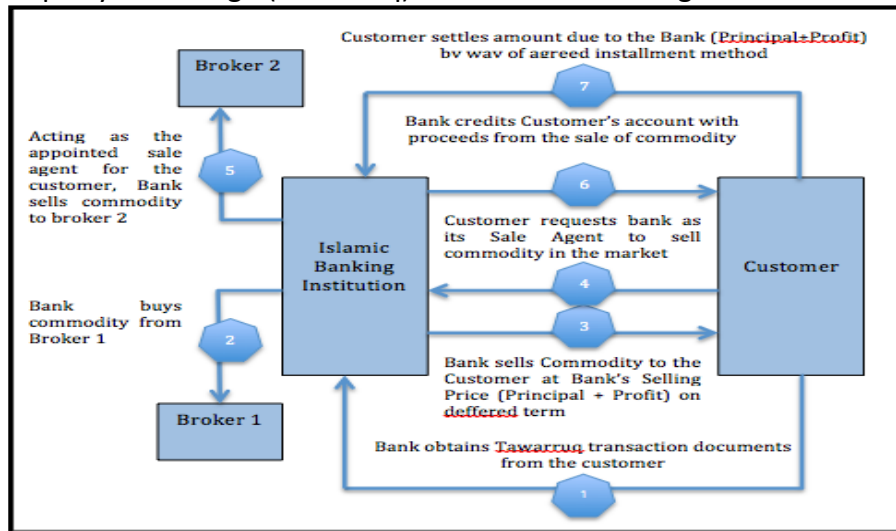 Customer settles amount due to the Bank (Principal+Profit)
by way of agreed installment method
7
Broker 2
Bank credits Customer's account with
proceeds from the sale of commodity
Acting as the
appointed sale
agent for the
customer, Bank
sells commodity
to broker 2
5
6
Customer requests bank as
its Sale Agent to sell
commodity in the market
Islamic
Banking
Institution
Customer
4
Bank buys
commodity from
Broker 1
2
3
Bank sells Commodity to the
Customer at Bank's Selling
Price (Principal + Profit) on
deffered term
Broker 1
Bank obtains Tawarruq transaction documents
from the customer
1